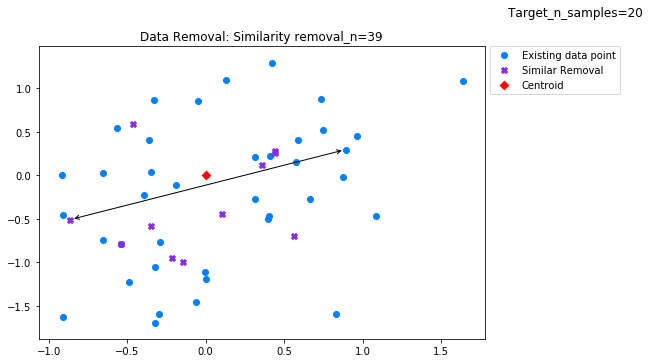 Target_n_samples=20
Data Removal: Similarity removal_n=39
Existing data point
Similar Removal
Centroid
1.0
0.5
0.0
−0.5
−1.0
−1.5
−1.0 −0.5 0.0 0.5 1.0 1.5